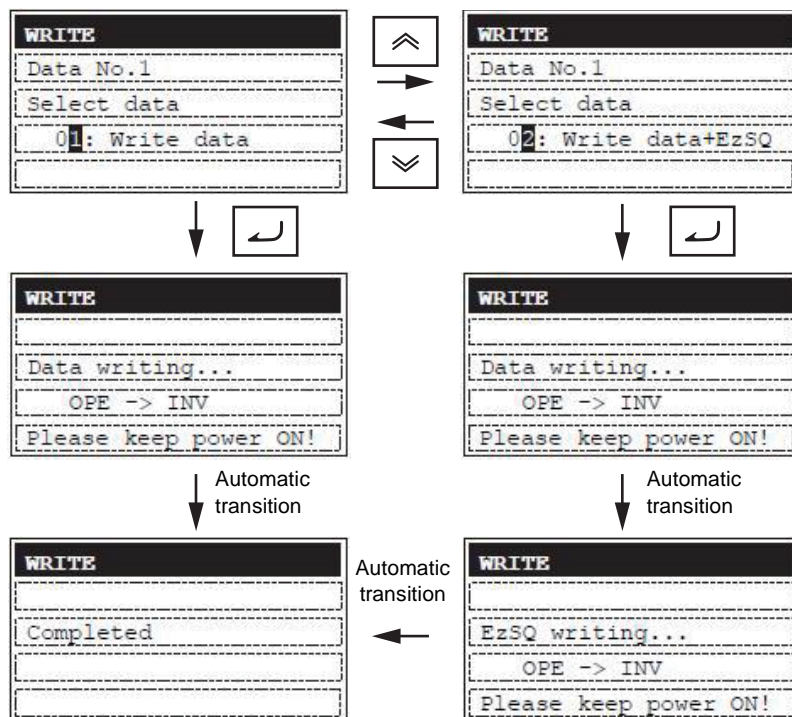 WRITE
Data No.1
Select data
01: Write data
WRITE
Data No.1
Select data
02: Write data+EzSQ
WRITE
Data writing...
OPE -> INV
Please keep power ON!
WRITE
Data writing...
OPE -> INV
Please keep power ON!
Automatic
transition
Automatic
transition
WRITE
Completed
Automatic
transition
WRITE
EzSQ writing...
OPE -> INV
Please keep power ON!